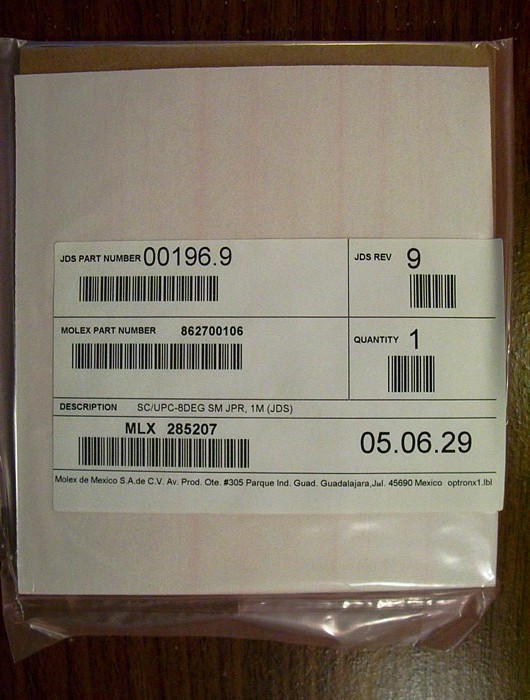 JDS PART NUMBER 00196.9
JDS REV 9
MOLEX PART NUMBER 862700106
QUANTITY 1
DESCRIPTION SC/UPC-8DEG SM JPR, 1M (JDS)
MLX 285207
05.06.29
Molex de Mexico S.A.de C.V. Av. Prod. Ote. #305 Parque Ind. Guad. Guadalajara,Jal. 45690 Mexico optronx1.lbl